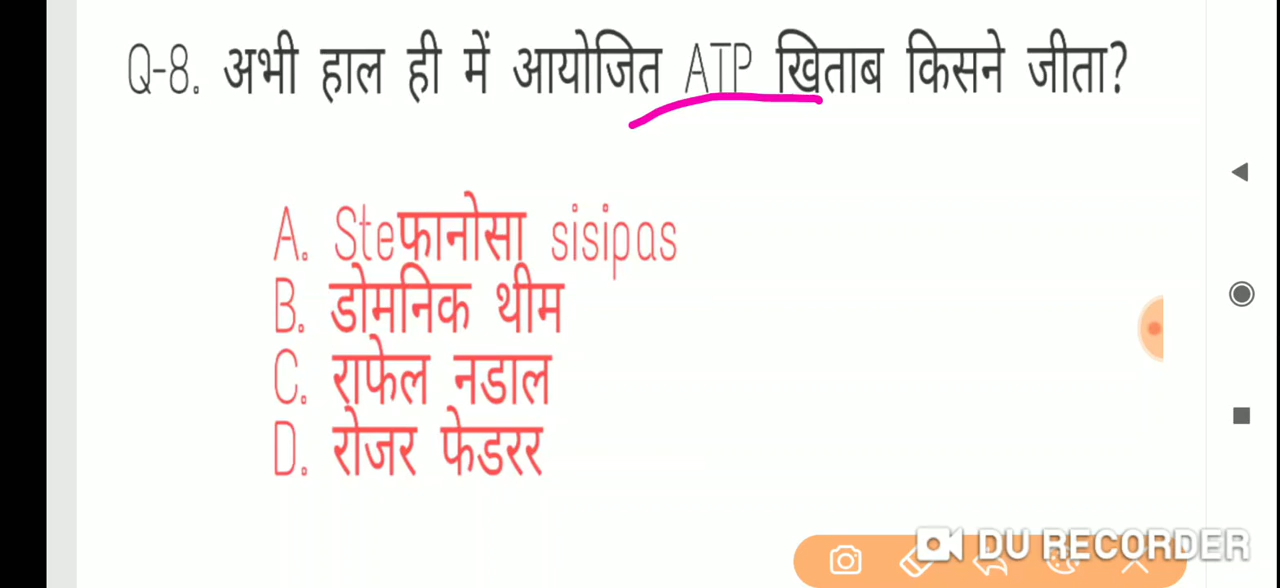 Q-8. अभी हाल ही में आयोजित ATP खिताब किसने जीता?
A. Steफानोसा sisipas
B. डोमनिक थीम
C. राफेल नडाल
D. रोजर फेडरर
DU RECORDER